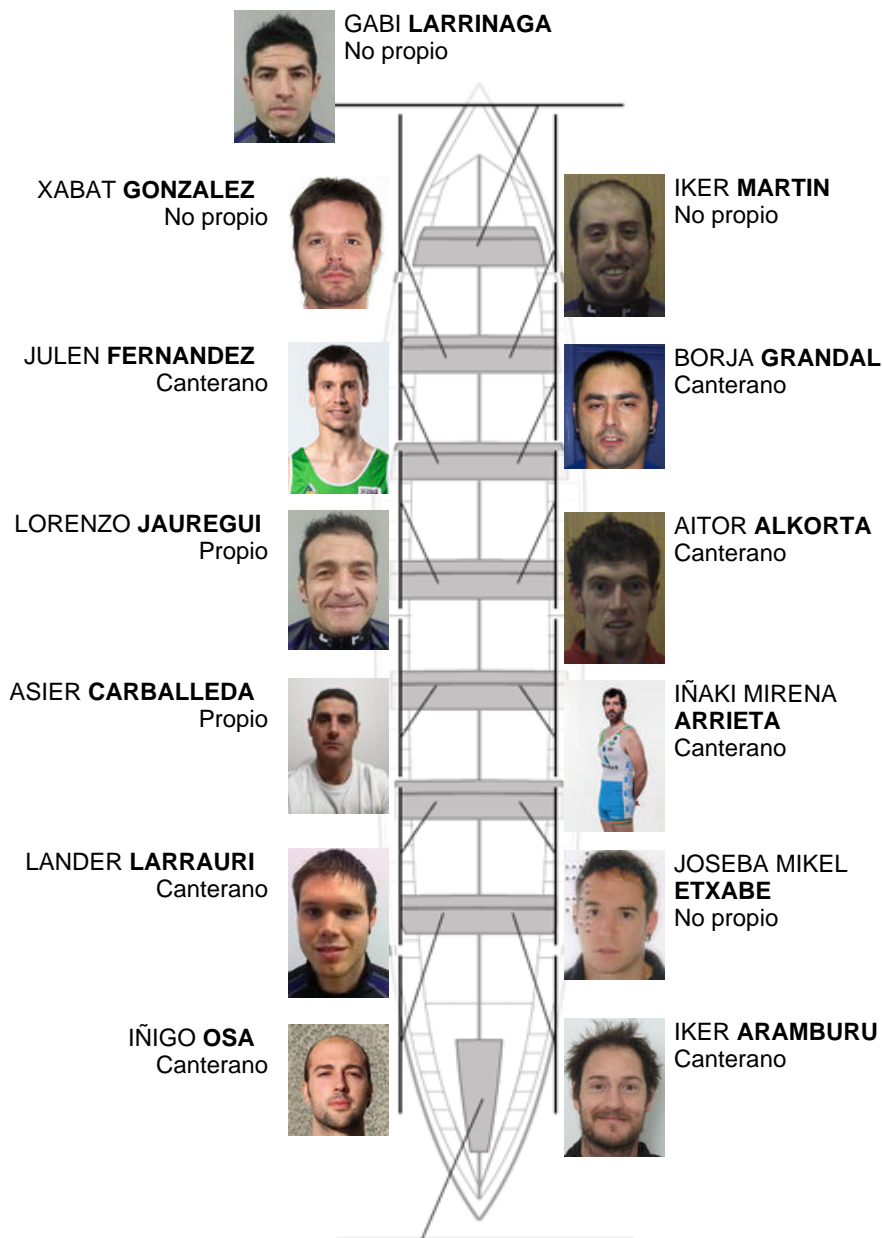 GABI LARRINAGA
No propio
XABAT GONZALEZ
No propio
IKER MARTIN
No propio
JULEN FERNANDEZ
Canterano
BORJA GRANDAL
Canterano
LORENZO JAUREGUI
Propio
AITOR ALKORTA
Canterano
ASIER CARBALLEDA
Propio
IÑAKI MIRENA
ARRIETA
Canterano
LANDER LARRAURI
Canterano
JOSEBA MIKEL
ETXABE
No propio
IÑIGO OSA
Canterano
IKER ARAMBURU
Canterano